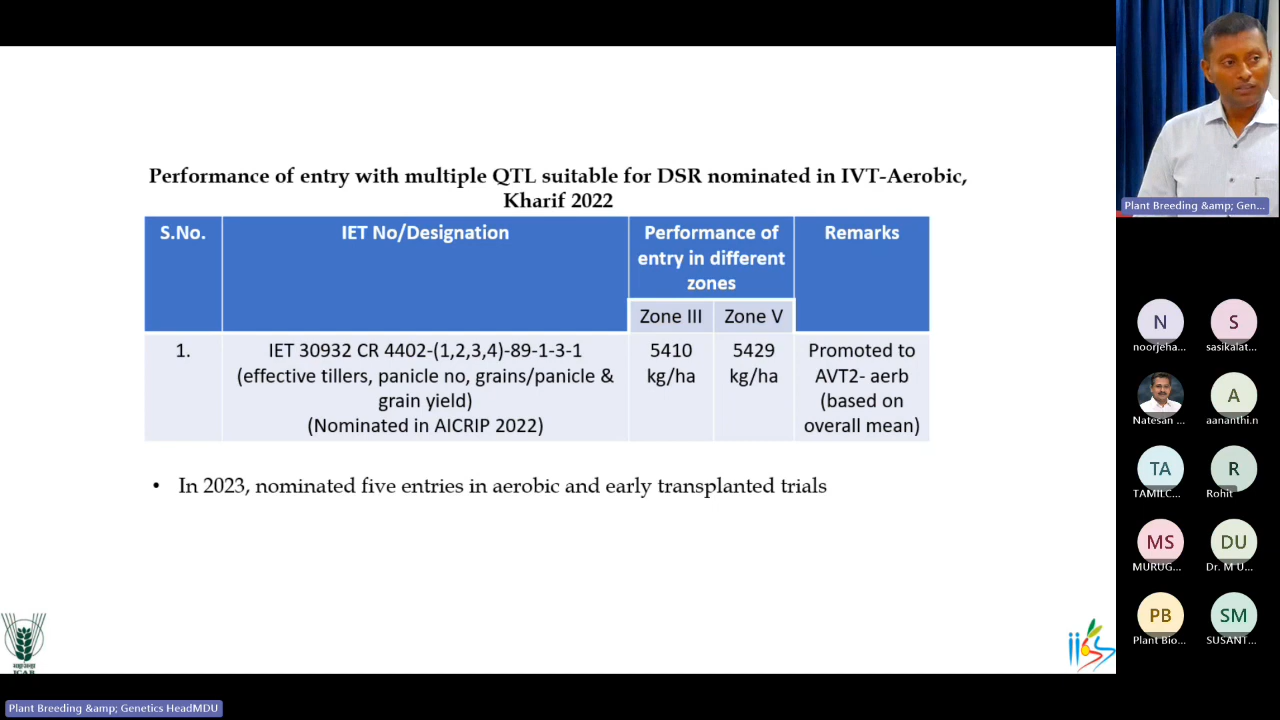 Performance of entry with multiple QTL suitable for DSR nominated in IVT-Aerobic,
Kharif 2022
S.No.
IET No/Designation
Performance of
entry in different
zones
Remarks
Zone III
Zone V
1.
IET 30932 CR 4402-(1,2,3,4)-89-1-3-1
(effective tillers, panicle no, grains/panicle &
grain yield)
(Nominated in AICRIP 2022)
5410
kg/ha
5429
kg/ha
Promoted to
AVT2- aerb
(based on
overall mean)
• In 2023, nominated five entries in aerobic and early transplanted trials
ICAR
Plant Breeding &amp; Gen...
N
noorjeha...
S
sasikalat...
Natesan ...
A
aananthi.n
TA
TAMILC...
R
Rohit
MS
MURUG...
DU
Dr. M U...
PB
Plant Bio...
SM
SUSANT...
Plant Breeding &amp; Genetics HeadMDU